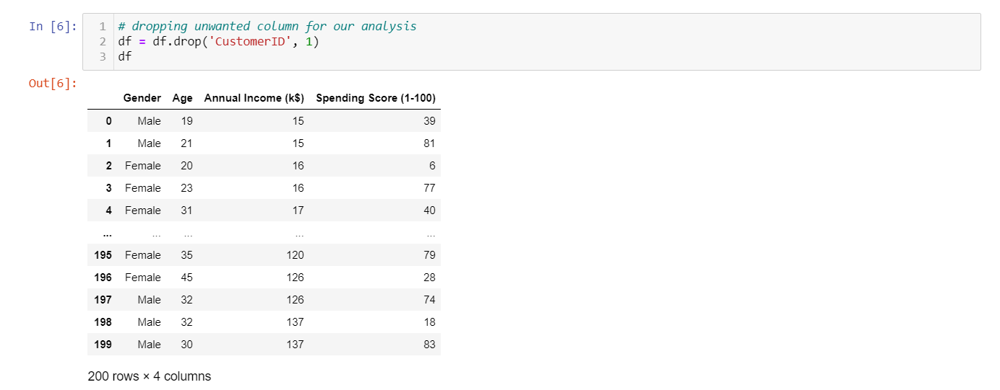 In [6]:
1 # dropping unwanted column for our analysis
2 df = df.drop('CustomerID', 1)
3 df
Out[6]:
Gender Age Annual Income (k$) Spending Score (1-100)
0 Male 19 15 39
1 Male 21 15 81
2 Female 20 16 6
3 Female 23 16 77
4 Female 31 17 40
... ... ... ... ...
195 Female 35 120 79
196 Female 45 126 28
197 Male 32 126 74
198 Male 32 137 18
199 Male 30 137 83
200 rows × 4 columns